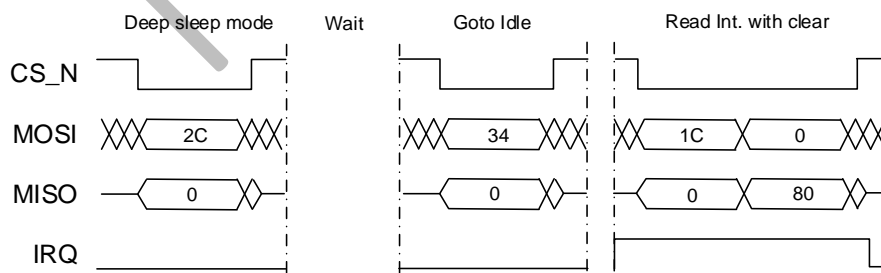 Deep sleep mode Wait Goto Idle Read Int. with clear
CS_N
MOSI 2C 34 1C 0
MISO 0 0 0 80
IRQ